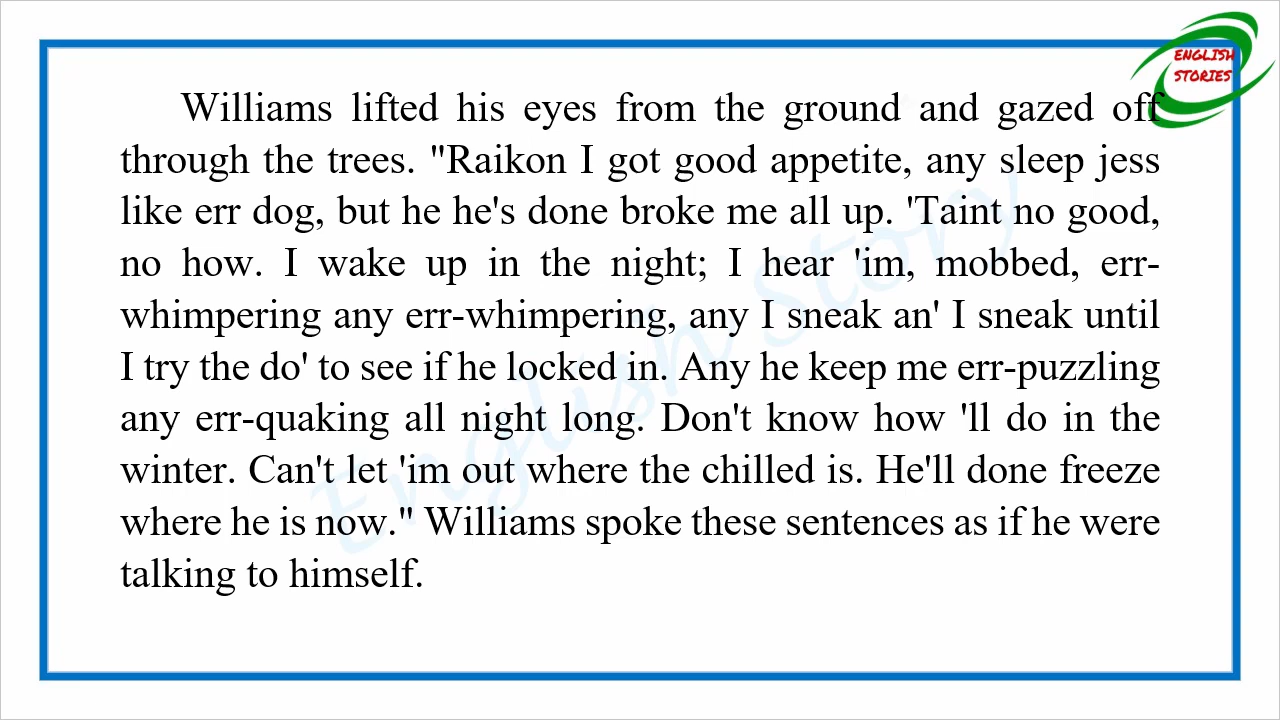 ENGLISH
STORIES
Williams lifted his eyes from the ground and gazed off
through the trees. "Raikon I got good appetite, any sleep jess
like err dog, but he he's done broke me all up. 'Taint no good,
no how. I wake up in the night; I hear 'im, mobbed, err-
whimpering any err-whimpering, any I sneak an' I sneak until
I try the do' to see if he locked in. Any he keep me err-puzzling
any err-quaking all night long. Don't know how 'll do in the
winter. Can't let 'im out where the chilled is. He'll done freeze
where he is now." Williams spoke these sentences as if he were
talking to himself.
English Story